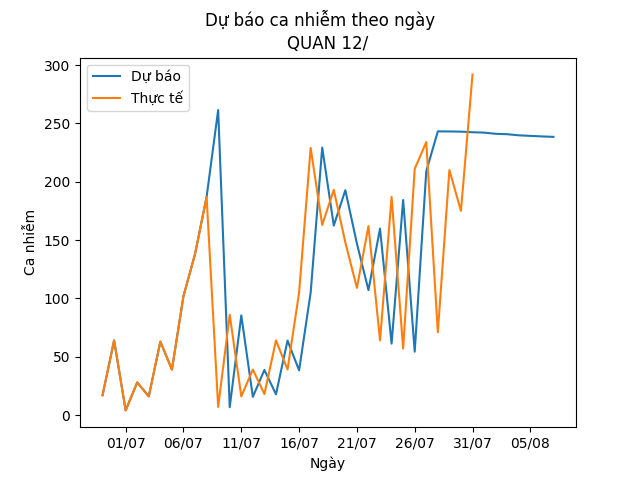 Dự báo ca nhiễm theo ngày
QUAN 12/
Dự báo
Thực tế
300
250
200
150
100
50
0
Ca nhiễm
01/07 06/07 11/07 16/07 21/07 26/07 31/07 05/08
Ngày